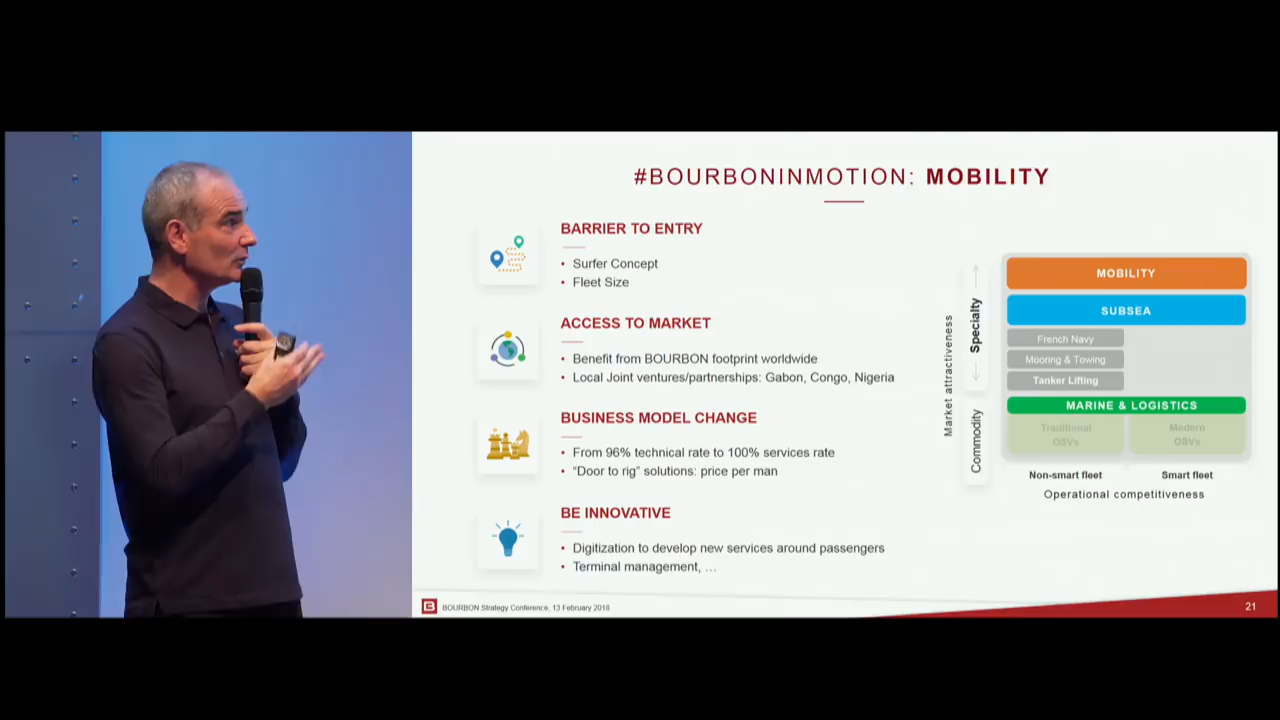 #BOURBONINMOTION: MOBILITY
BARRIER TO ENTRY
• Surfer Concept
• Fleet Size
ACCESS TO MARKET
• Benefit from BOURBON footprint worldwide
• Local Joint ventures/partnerships: Gabon, Congo, Nigeria
BUSINESS MODEL CHANGE
• From 96% technical rate to 100% services rate
• “Door to rig” solutions: price per man
BE INNOVATIVE
• Digitization to develop new services around passengers
• Terminal management, …
Market attractiveness
Specialty
Commodity
MOBILITY
SUBSEA
French Navy
Mooring & Towing
Tanker Lifting
MARINE & LOGISTICS
Traditional OSVs
Modern OSVs
Non-smart fleet
Smart fleet
Operational competitiveness
B BOURBON Strategy Conference, 13 February 2018
21